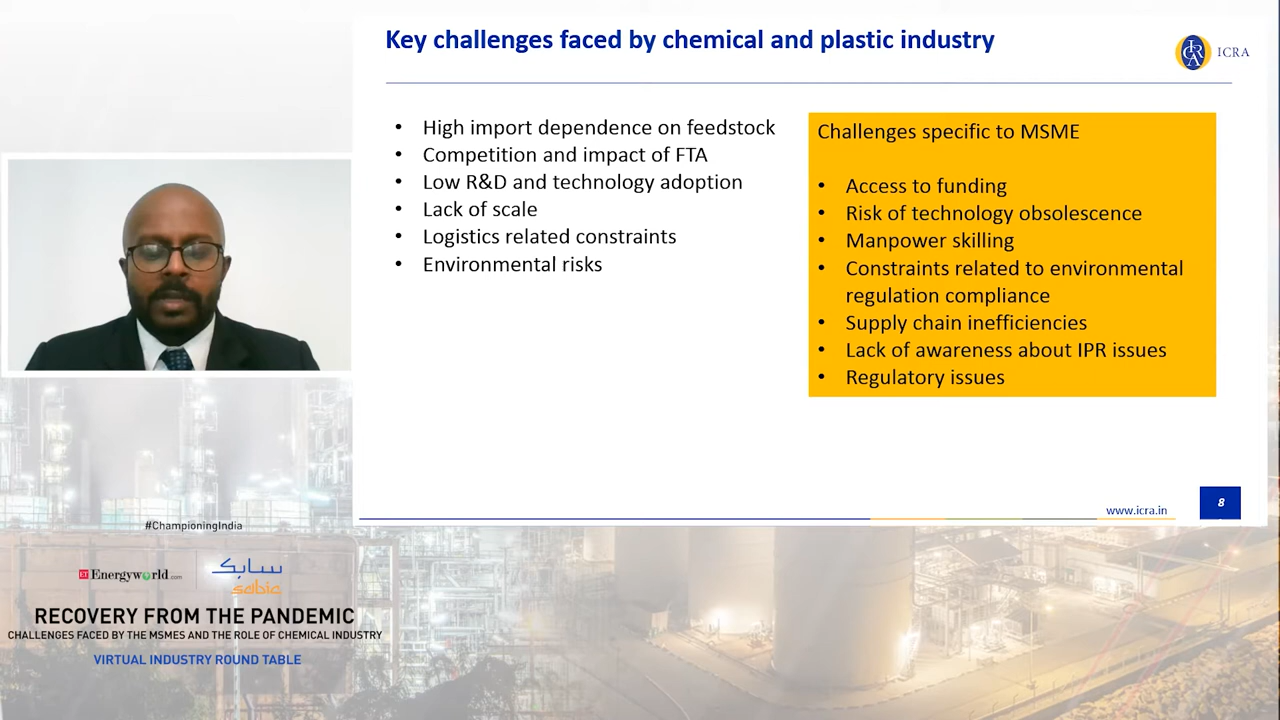 Key challenges faced by chemical and plastic industry
ICRA
ICRA
• High import dependence on feedstock
• Competition and impact of FTA
• Low R&D and technology adoption
• Lack of scale
• Logistics related constraints
• Environmental risks
Challenges specific to MSME
• Access to funding
• Risk of technology obsolescence
• Manpower skilling
• Constraints related to environmental
regulation compliance
• Supply chain inefficiencies
• Lack of awareness about IPR issues
• Regulatory issues
www.icra.in
8
#ChampioningIndia
ET Energyworld.com
سابك
sabic
RECOVERY FROM THE PANDEMIC
CHALLENGES FACED BY THE MSMES AND THE ROLE OF CHEMICAL INDUSTRY
VIRTUAL INDUSTRY ROUND TABLE